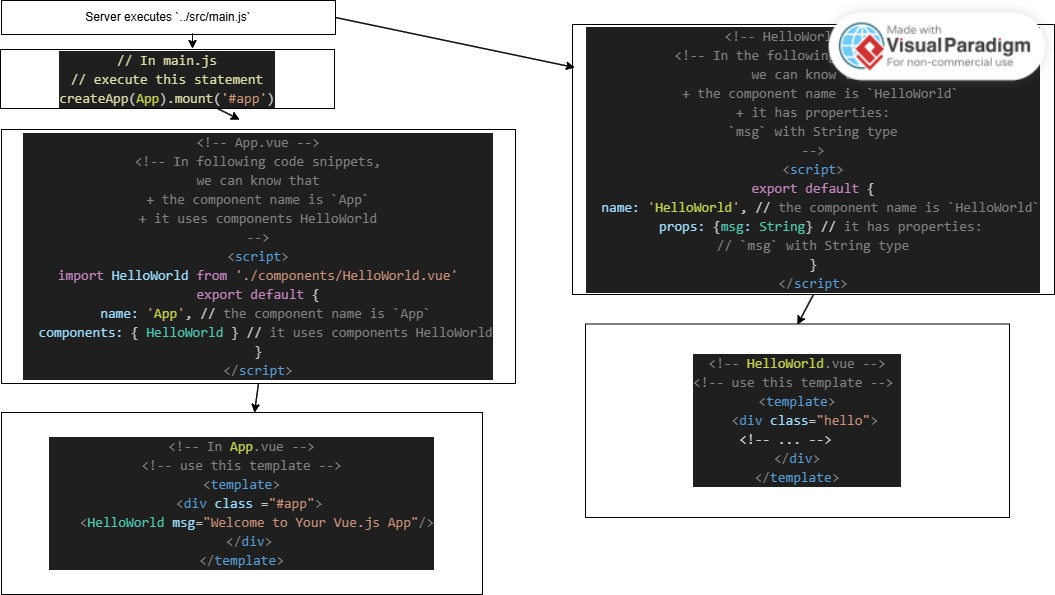 Server executes `../src/main.js`
// In main.js
// execute this statement
createApp(App).mount('#app')
<!-- App.vue -->
<!-- In following code snippets,
we can know that
+ the component name is `App`
+ it uses components HelloWorld
-->
<script>
import HelloWorld from './components/HelloWorld.vue'
export default {
name: 'App', // the component name is `App`
components: { HelloWorld } // it uses components HelloWorld
}
</script>
<!-- In App.vue -->
<!-- use this template -->
<template>
<div class ="#app">
<HelloWorld msg="Welcome to Your Vue.js App"/>
</div>
</template>
<!--
<!-- In the following
we can know
+ the component name is `HelloWorld`
+ it has properties:
`msg` with String type
-->
<script>
export default {
name: 'HelloWorld', // the component name is `HelloWorld`
props: {msg: String} // it has properties:
// `msg` with String type
}
</script>
<!-- HelloWorld.vue -->
<!-- use this template -->
<template>
<div class="hello">
<!-- ... -->
</div>
</template>
Made with
Visual Paradigm
For non-commercial use